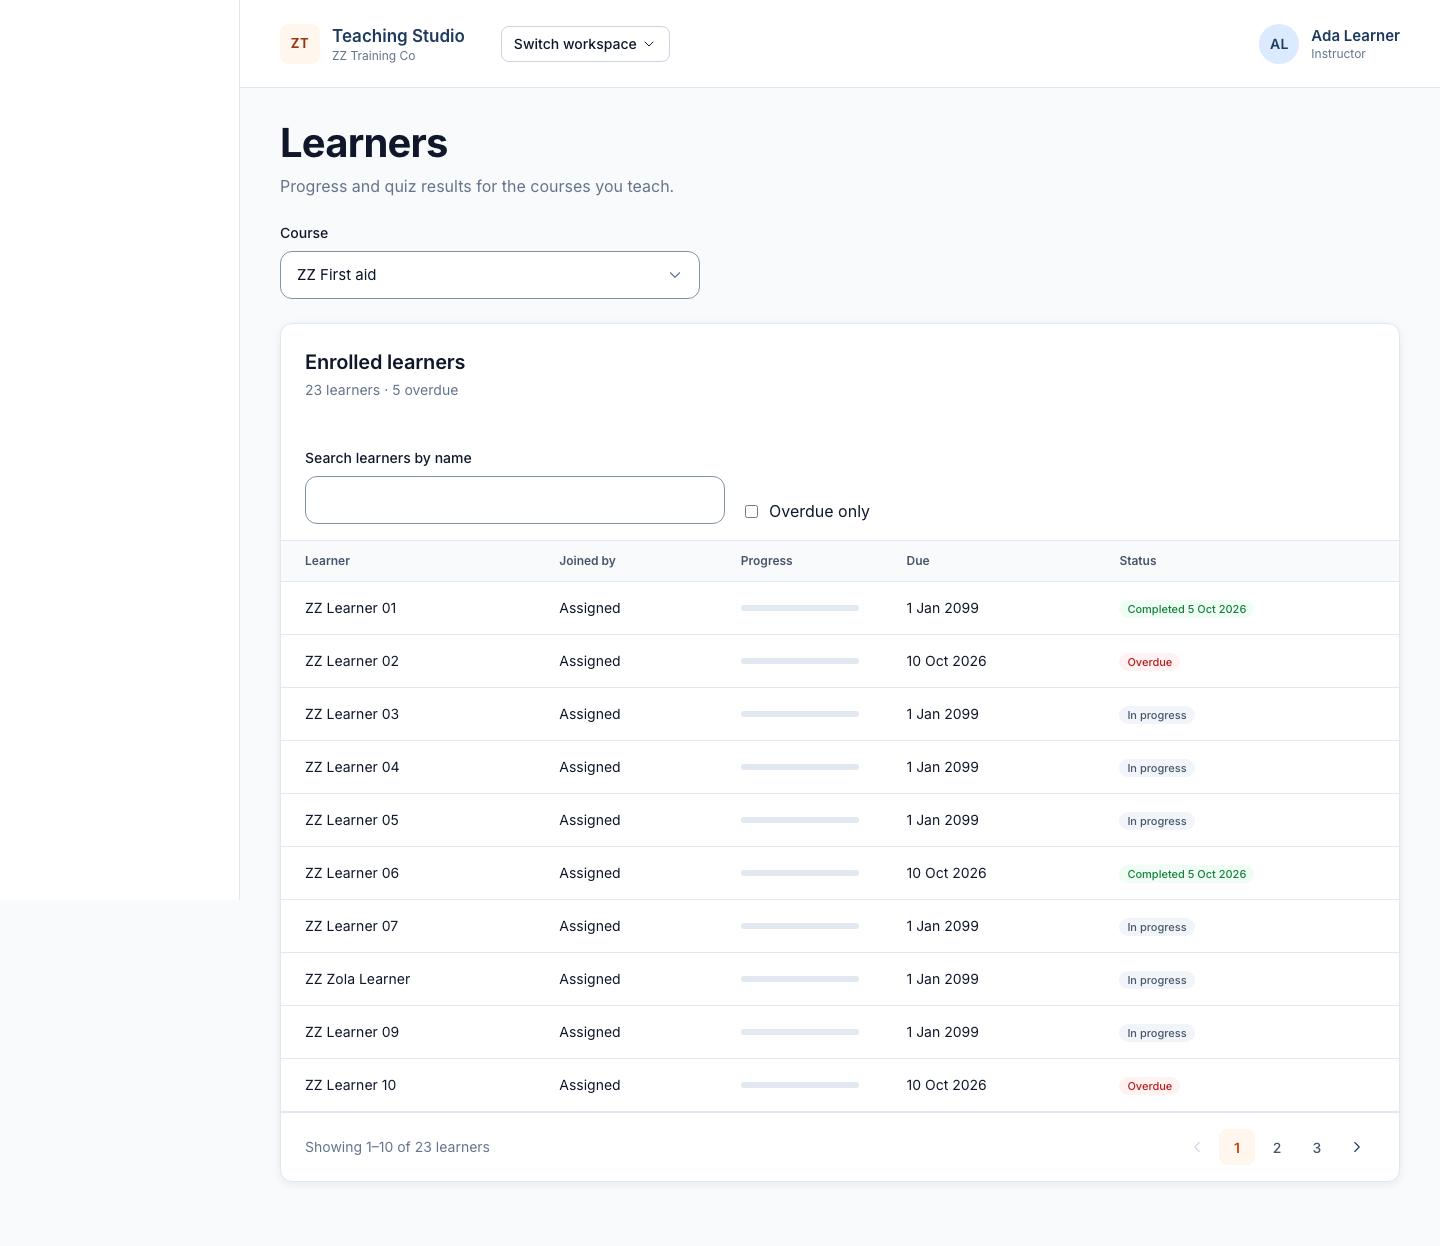 ZT
Teaching Studio
ZZ Training Co
Switch workspace
AL
Ada Learner
Instructor
Learners
Progress and quiz results for the courses you teach.
Course
ZZ First aid
Enrolled learners
23 learners · 5 overdue
Search learners by name
Overdue only
Learner Joined by Progress Due Status
ZZ Learner 01 Assigned 1 Jan 2099 Completed 5 Oct 2026
ZZ Learner 02 Assigned 10 Oct 2026 Overdue
ZZ Learner 03 Assigned 1 Jan 2099 In progress
ZZ Learner 04 Assigned 1 Jan 2099 In progress
ZZ Learner 05 Assigned 1 Jan 2099 In progress
ZZ Learner 06 Assigned 10 Oct 2026 Completed 5 Oct 2026
ZZ Learner 07 Assigned 1 Jan 2099 In progress
ZZ Zola Learner Assigned 1 Jan 2099 In progress
ZZ Learner 09 Assigned 1 Jan 2099 In progress
ZZ Learner 10 Assigned 10 Oct 2026 Overdue
Showing 1–10 of 23 learners
1 2 3